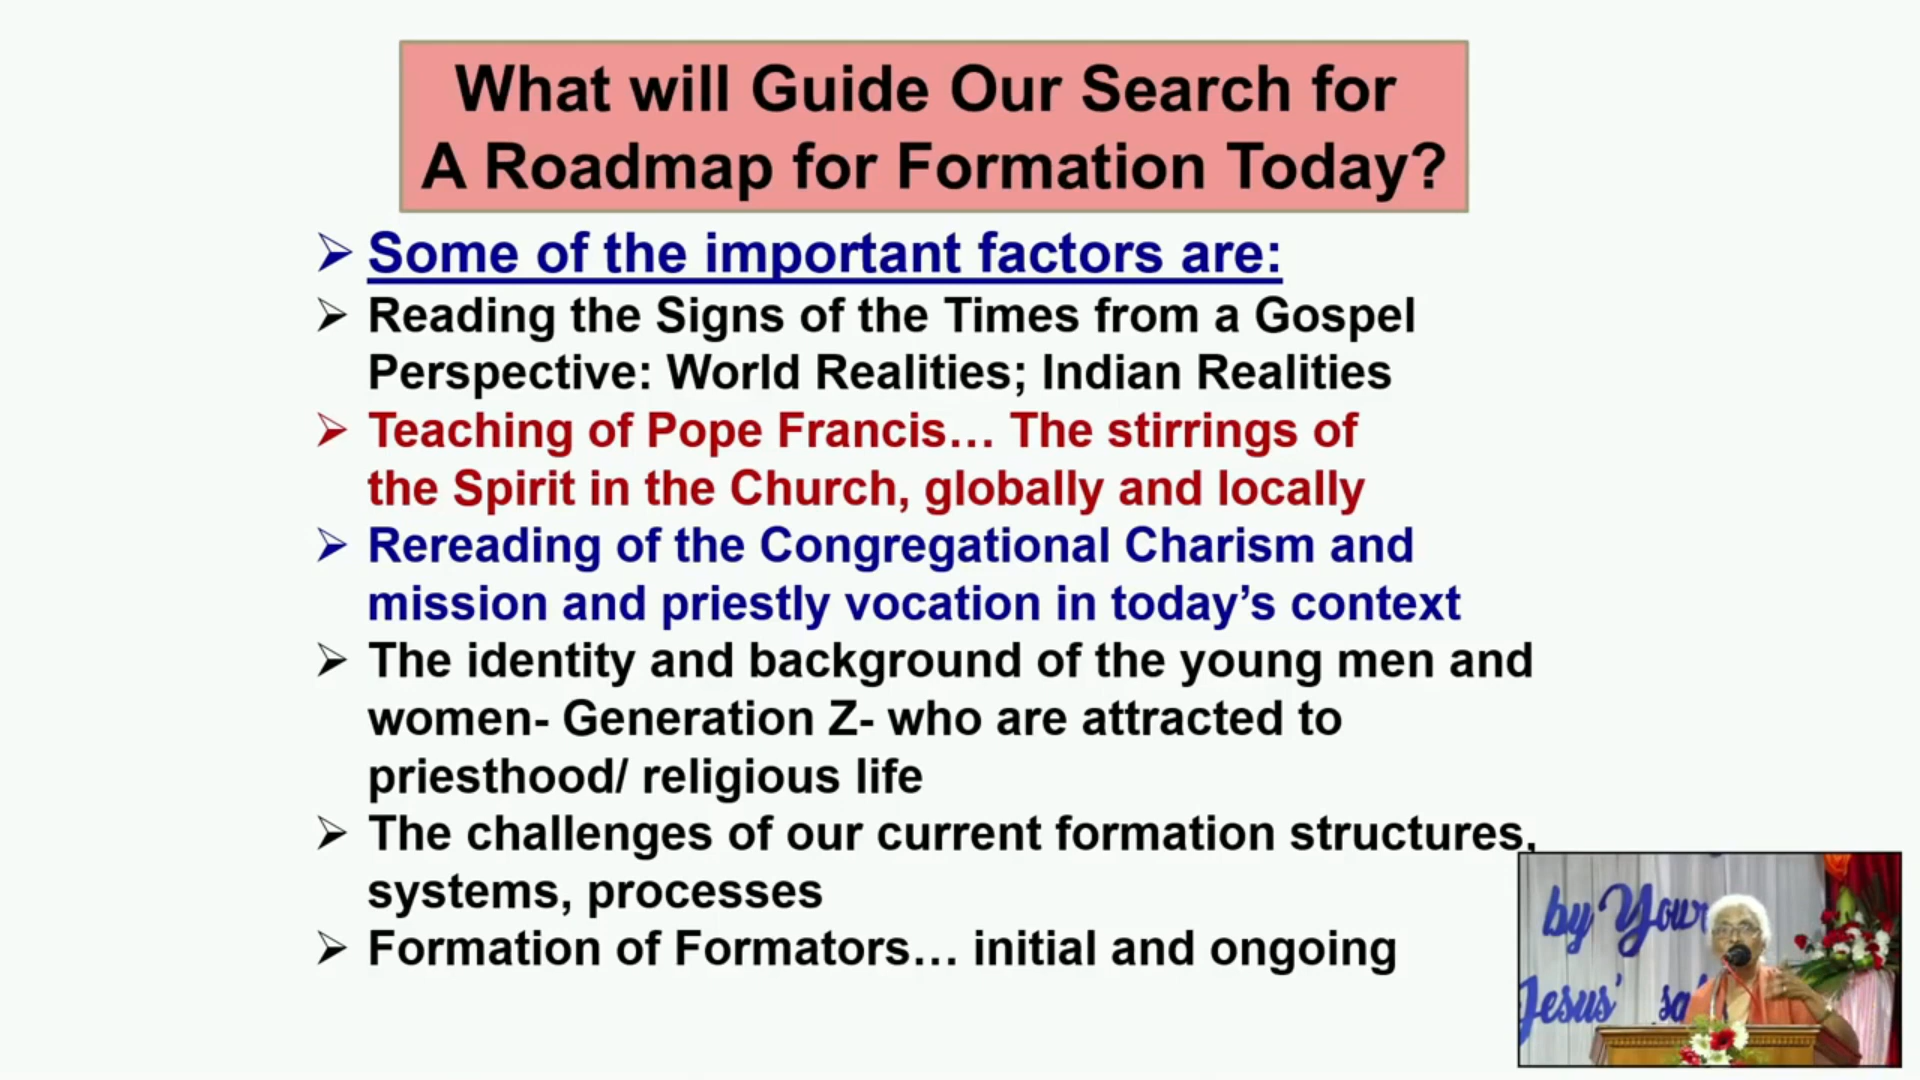 What will Guide Our Search for
A Roadmap for Formation Today?
➢ Some of the important factors are:
➢ Reading the Signs of the Times from a Gospel
Perspective: World Realities; Indian Realities
➢ Teaching of Pope Francis… The stirrings of
the Spirit in the Church, globally and locally
➢ Rereading of the Congregational Charism and
mission and priestly vocation in today’s context
➢ The identity and background of the young men and
women- Generation Z- who are attracted to
priesthood/ religious life
➢ The challenges of our current formation structures,
systems, processes
➢ Formation of Formators… initial and ongoing
by Your
Jesus'